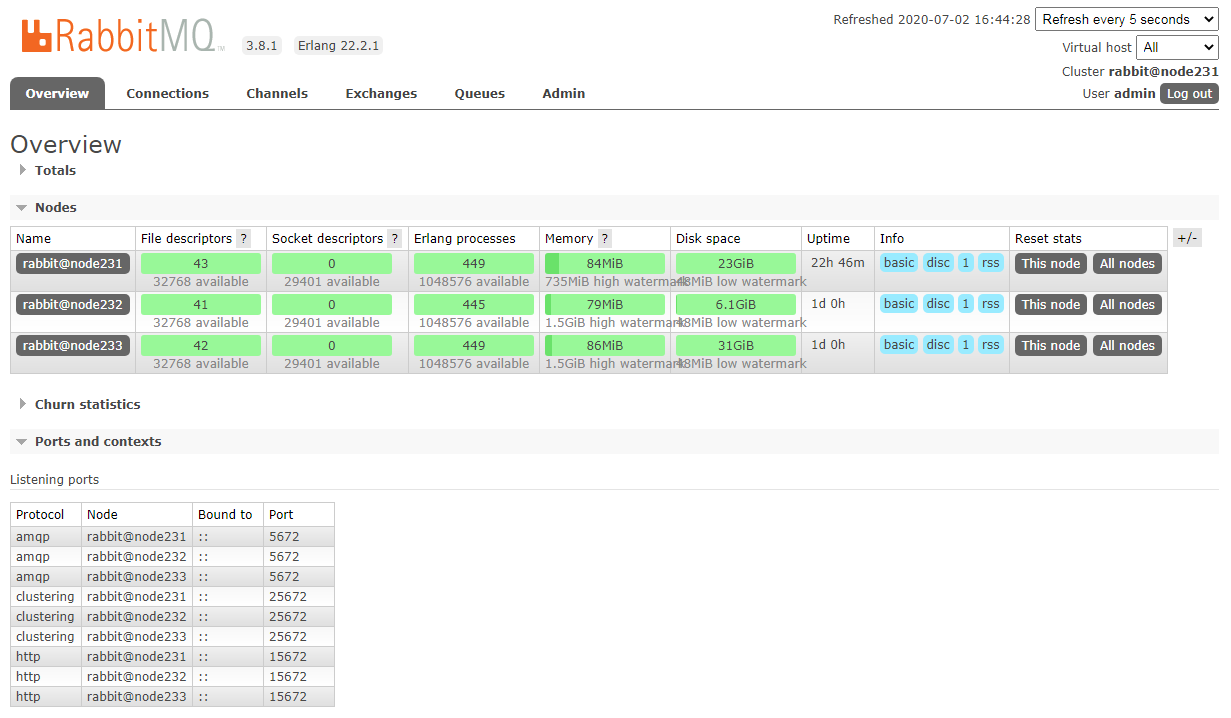 RabbitMQ TM 3.8.1 Erlang 22.2.1
Refreshed 2020-07-02 16:44:28 Refresh every 5 seconds
Virtual host All
Cluster rabbit@node231
User admin Log out
Overview Connections Channels Exchanges Queues Admin
Overview
Totals
Nodes
Name File descriptors ? Socket descriptors ? Erlang processes Memory ? Disk space Uptime Info Reset stats +/-
rabbit@node231 43 0 449 84MiB 23GiB 22h 46m basic disc 1 rss This node All nodes
32768 available 29401 available 1048576 available 735MiB high watermark 48MiB low watermark
rabbit@node232 41 0 445 79MiB 6.1GiB 1d 0h basic disc 1 rss This node All nodes
32768 available 29401 available 1048576 available 1.5GiB high watermark 48MiB low watermark
rabbit@node233 42 0 449 86MiB 31GiB 1d 0h basic disc 1 rss This node All nodes
32768 available 29401 available 1048576 available 1.5GiB high watermark 48MiB low watermark
Churn statistics
Ports and contexts
Listening ports
Protocol Node Bound to Port
amqp rabbit@node231 :: 5672
amqp rabbit@node232 :: 5672
amqp rabbit@node233 :: 5672
clustering rabbit@node231 :: 25672
clustering rabbit@node232 :: 25672
clustering rabbit@node233 :: 25672
http rabbit@node231 :: 15672
http rabbit@node232 :: 15672
http rabbit@node233 :: 15672